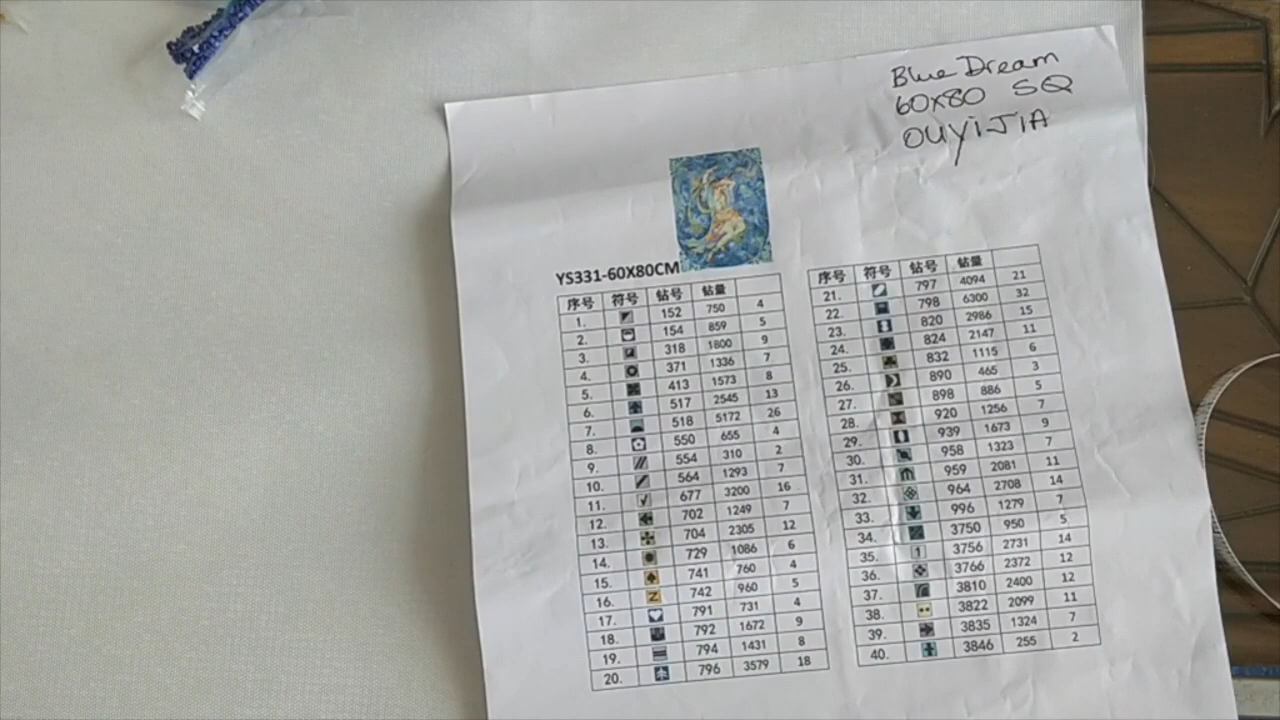 Blue Dream
60x80 SQ
OUYiJIA
YS331-60X80CM
序号 符号 钻号 钻量
1. 152 750 4
2. 154 859 5
3. 318 1800 9
4. 371 1336 7
5. 413 1573 8
6. 517 2545 13
7. 518 5172 26
8. 550 655 4
9. 554 310 2
10. 564 1293 7
11. 677 3200 16
12. 702 1249 7
13. 704 2305 12
14. 729 1086 6
15. 741 760 4
16. Z 742 960 5
17. 791 731 4
18. 792 1672 9
19. 794 1431 8
20. 796 3579 18
序号 符号 钻号 钻量
21. 797 4094 21
22. 798 6300 32
23. 820 2986 15
24. 824 2147 11
25. 832 1115 6
26. 890 465 3
27. 898 886 5
28. 920 1256 7
29. 939 1673 9
30. 958 1323 7
31. 959 2081 11
32. 964 2708 14
33. 996 1279 7
34. 3750 950 5
35. 1 3756 2731 14
36. 3766 2372 12
37. 3810 2400 12
38. 3822 2099 11
39. 3835 1324 7
40. 3846 255 2